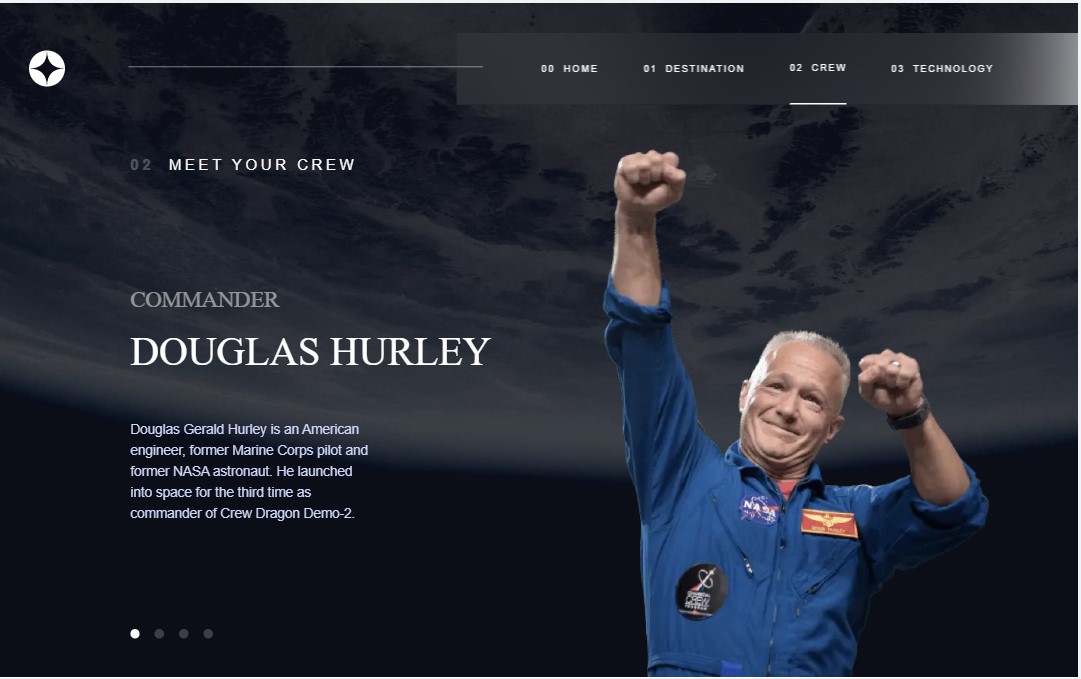 00 HOME
01 DESTINATION
02 CREW
03 TECHNOLOGY
02 MEET YOUR CREW
COMMANDER
DOUGLAS HURLEY
Douglas Gerald Hurley is an American
engineer, former Marine Corps pilot and
former NASA astronaut. He launched
into space for the third time as
commander of Crew Dragon Demo-2.
NASA
CREW